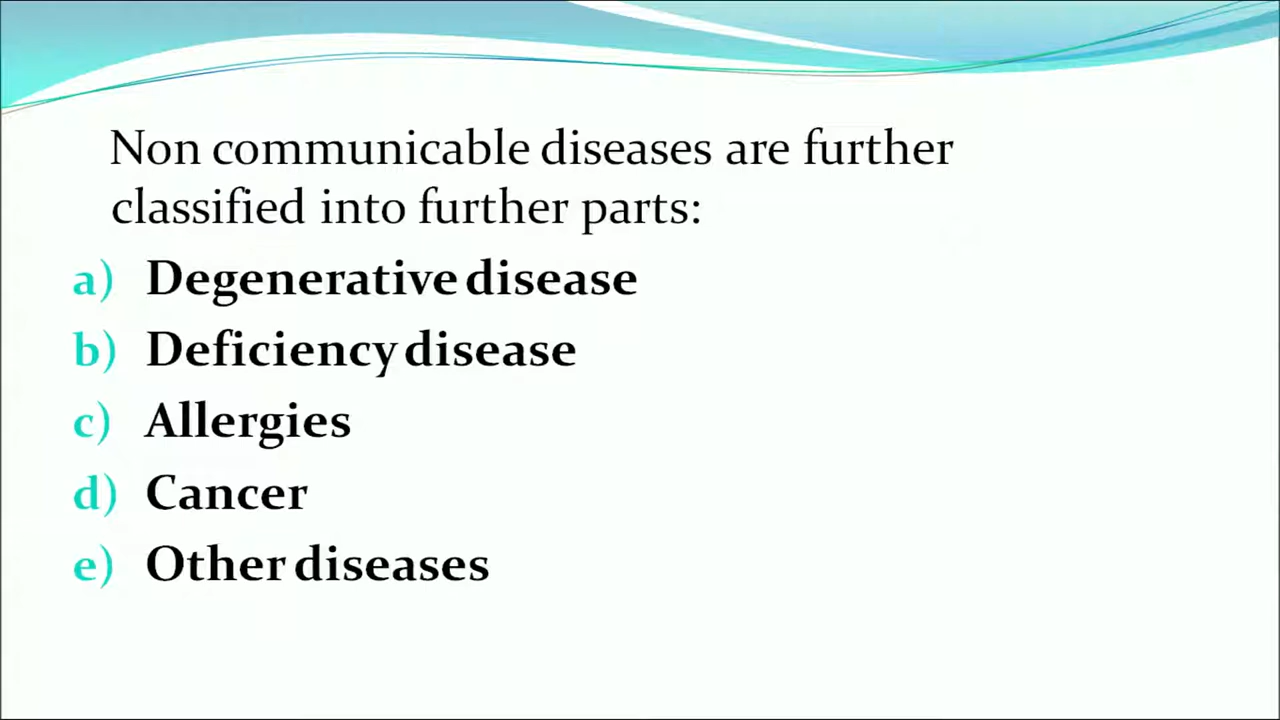 Non communicable diseases are further
classified into further parts:
a) Degenerative disease
b) Deficiency disease
c) Allergies
d) Cancer
e) Other diseases